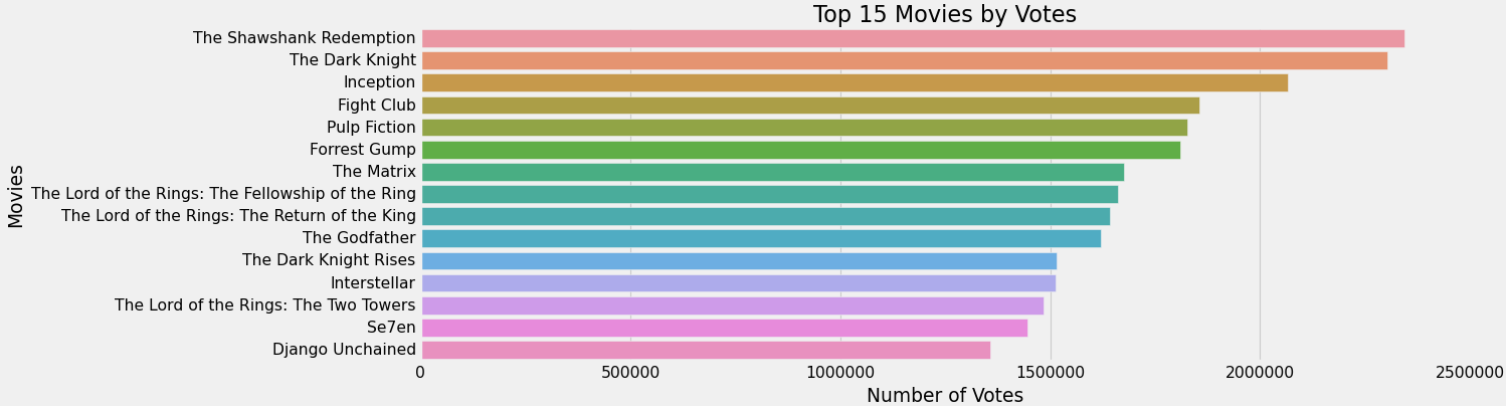 Top 15 Movies by Votes
Movies
The Shawshank Redemption
The Dark Knight
Inception
Fight Club
Pulp Fiction
Forrest Gump
The Matrix
The Lord of the Rings: The Fellowship of the Ring
The Lord of the Rings: The Return of the King
The Godfather
The Dark Knight Rises
Interstellar
The Lord of the Rings: The Two Towers
Se7en
Django Unchained
0 500000 1000000 1500000 2000000 2500000
Number of Votes